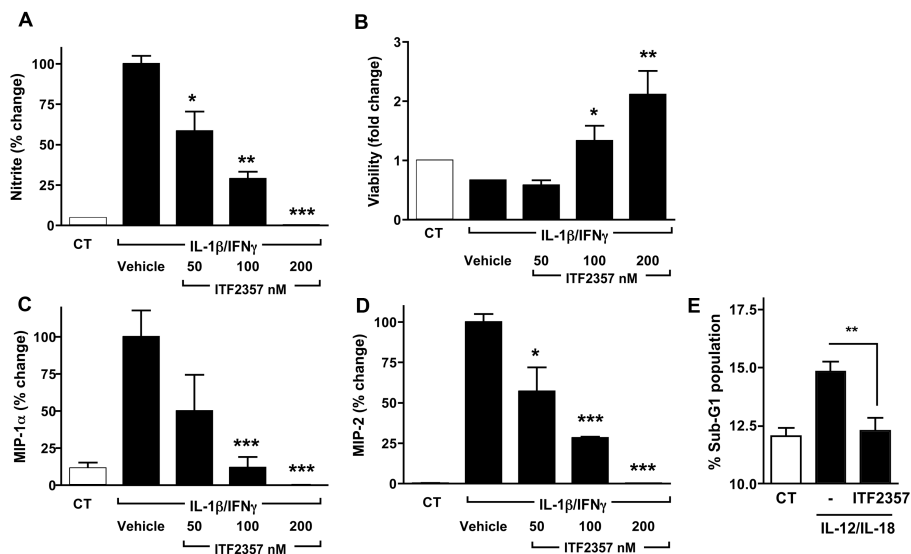 A
Nitrite (% change)
100
75
50
25
0
*
**
***
CT
IL-1β/IFNγ
Vehicle 50 100 200
ITF2357 nM
B
Viability (fold change)
3
2
1
0
*
**
CT
IL-1β/IFNγ
Vehicle 50 100 200
ITF2357 nM
C
MIP-1α (% change)
100
75
50
25
0
***
***
CT
IL-1β/IFNγ
Vehicle 50 100 200
ITF2357 nM
D
MIP-2 (% change)
100
75
50
25
0
*
***
***
CT
IL-1β/IFNγ
Vehicle 50 100 200
ITF2357 nM
E
% Sub-G1 population
17.5
15.0
12.5
10.0
**
CT - ITF2357
IL-12/IL-18